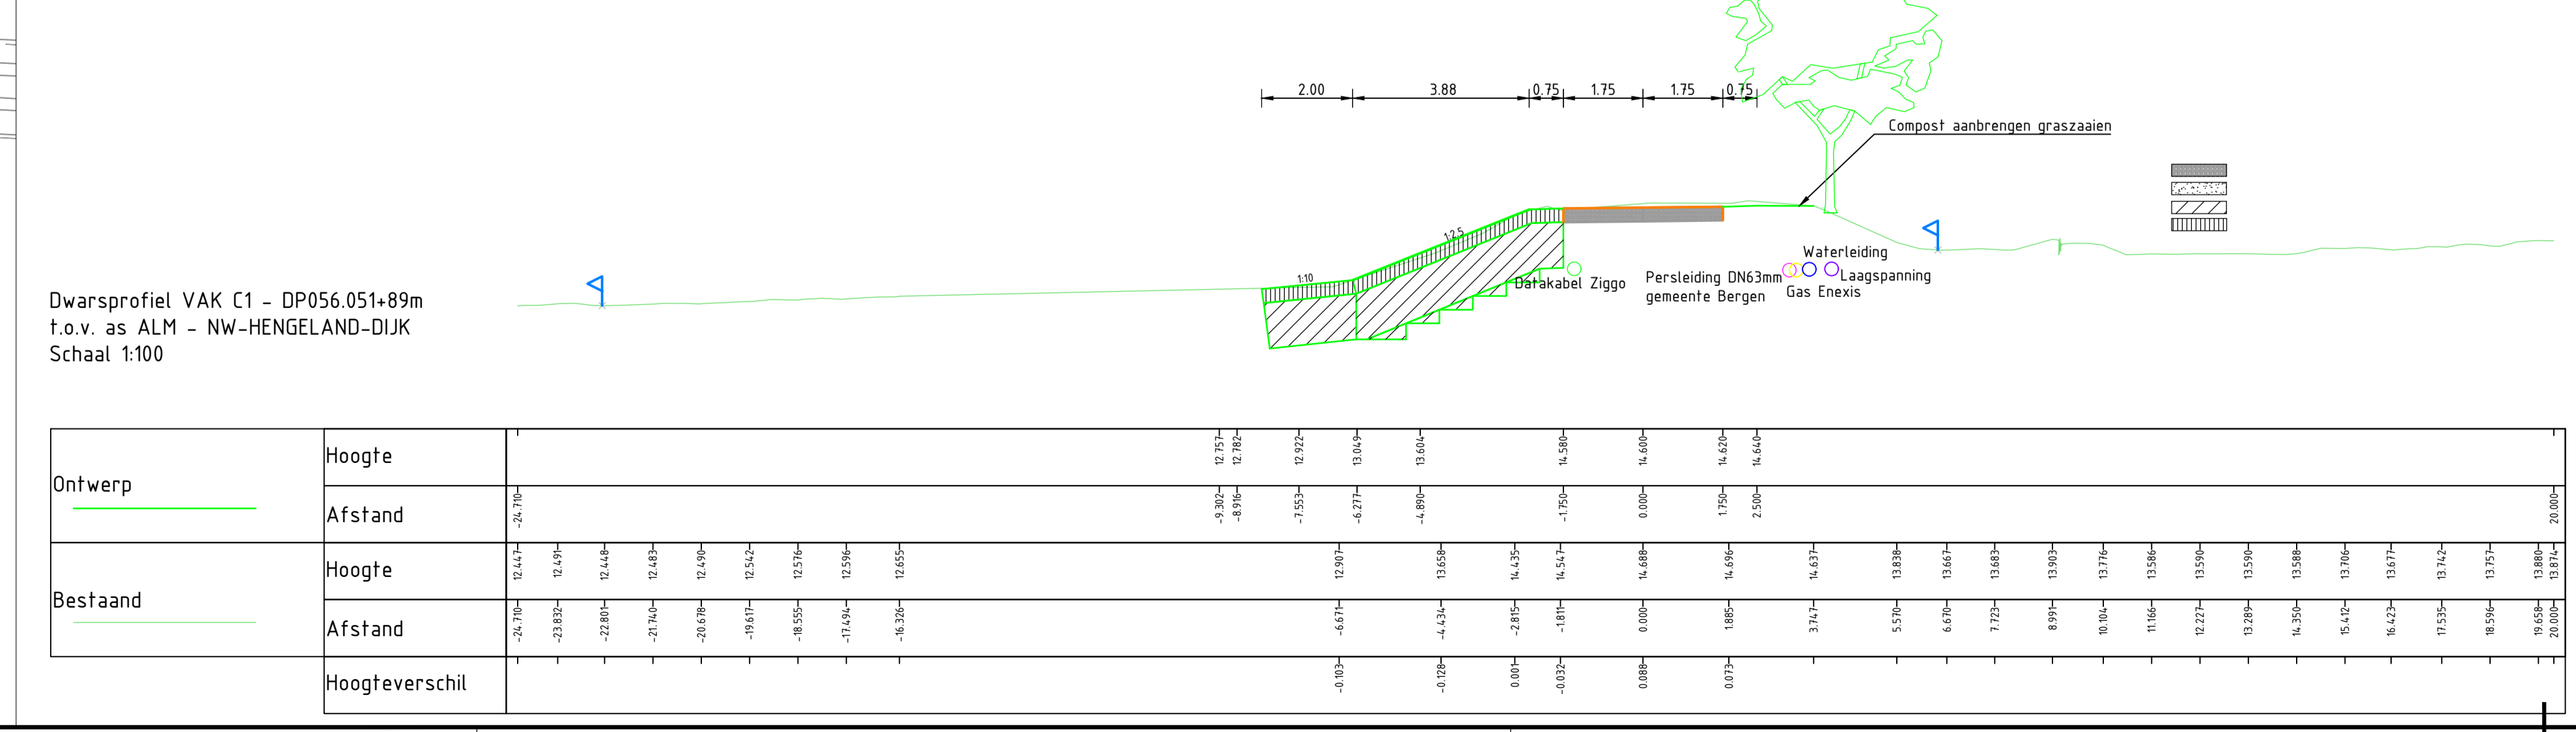 2.00 3.88 0.75 1.75 1.75 0.75
Compost aanbrengen graszaaien
1:2.5
1:10
Waterleiding
Datakabel Ziggo
Persleiding DN63mm
gemeente Bergen
Laagspanning
Gas Enexis
Dwarsprofiel VAK C1 - DP056.051+89m
t.o.v. as ALM - NW-HENGELAND-DIJK
Schaal 1:100
Ontwerp
Hoogte 12.757 12.782 12.922 13.049 13.604 14.580 14.600 14.620 14.640
Afstand -24.710 -9.302 -8.916 -7.553 -6.277 -4.890 -1.750 0.000 1.750 2.500 20.000
Bestaand
Hoogte 12.447 12.491 12.448 12.483 12.490 12.542 12.576 12.596 12.655 12.907 13.658 14.435 14.547 14.688 14.696 14.637 13.838 13.667 13.683 13.903 13.776 13.586 13.590 13.590 13.588 13.706 13.677 13.742 13.757 13.880 13.874
Afstand -24.710 -23.832 -22.801 -21.740 -20.678 -19.617 -18.555 -17.494 -16.326 -6.671 -4.434 -2.815 -1.811 0.000 1.885 3.747 5.570 6.670 7.723 8.991 10.104 11.166 12.227 13.289 14.350 15.412 16.423 17.535 18.596 19.658 20.000
Hoogteverschil -0.103 -0.128 0.001 -0.032 0.088 0.073